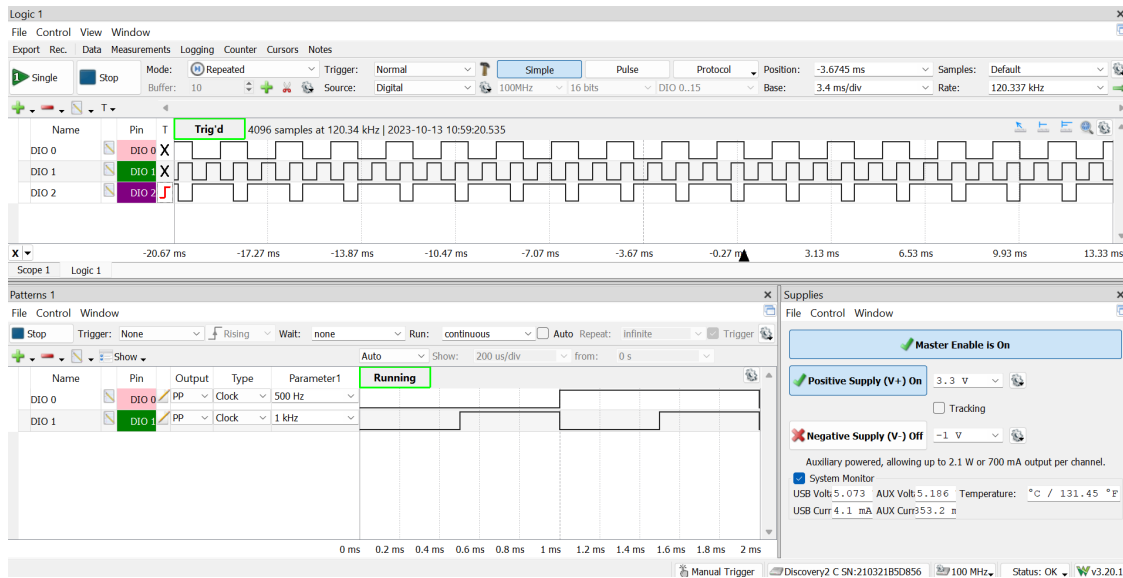 Logic 1
File Control View Window
Export Rec. Data Measurements Logging Counter Cursors Notes
Single Stop Mode: Repeated Trigger: Normal Simple Pulse Protocol Position: -3.6745 ms Samples: Default
Buffer: 10 Source: Digital 100MHz 16 bits DIO 0..15 Base: 3.4 ms/div Rate: 120.337 kHz
T
Name Pin T Trig'd 4096 samples at 120.34 kHz | 2023-10-13 10:59:20.535
DIO 0 DIO 0 X
DIO 1 DIO 1 X
DIO 2 DIO 2
X -20.67 ms -17.27 ms -13.87 ms -10.47 ms -7.07 ms -3.67 ms -0.27 m 3.13 ms 6.53 ms 9.93 ms 13.33 ms
Scope 1 Logic 1
Patterns 1
File Control Window
Stop Trigger: None Rising Wait: none Run: continuous Auto Repeat: infinite Trigger
Show Auto Show: 200 us/div from: 0 s
Name Pin Output Type Parameter1 Running
DIO 0 DIO 0 PP Clock 500 Hz
DIO 1 DIO 1 PP Clock 1 kHz
0 ms 0.2 ms 0.4 ms 0.6 ms 0.8 ms 1 ms 1.2 ms 1.4 ms 1.6 ms 1.8 ms 2 ms
Supplies
File Control Window
Master Enable is On
Positive Supply (V+) On 3.3 V
Tracking
Negative Supply (V-) Off -1 V
Auxiliary powered, allowing up to 2.1 W or 700 mA output per channel.
System Monitor
USB Volt: 5.073 AUX Volt: 5.186 Temperature: °C / 131.45 °F
USB Curr 4.1 mA AUX Curr 353.2 m
Manual Trigger Discovery2 C SN:210321B5D856 100 MHz Status: OK v3.20.1